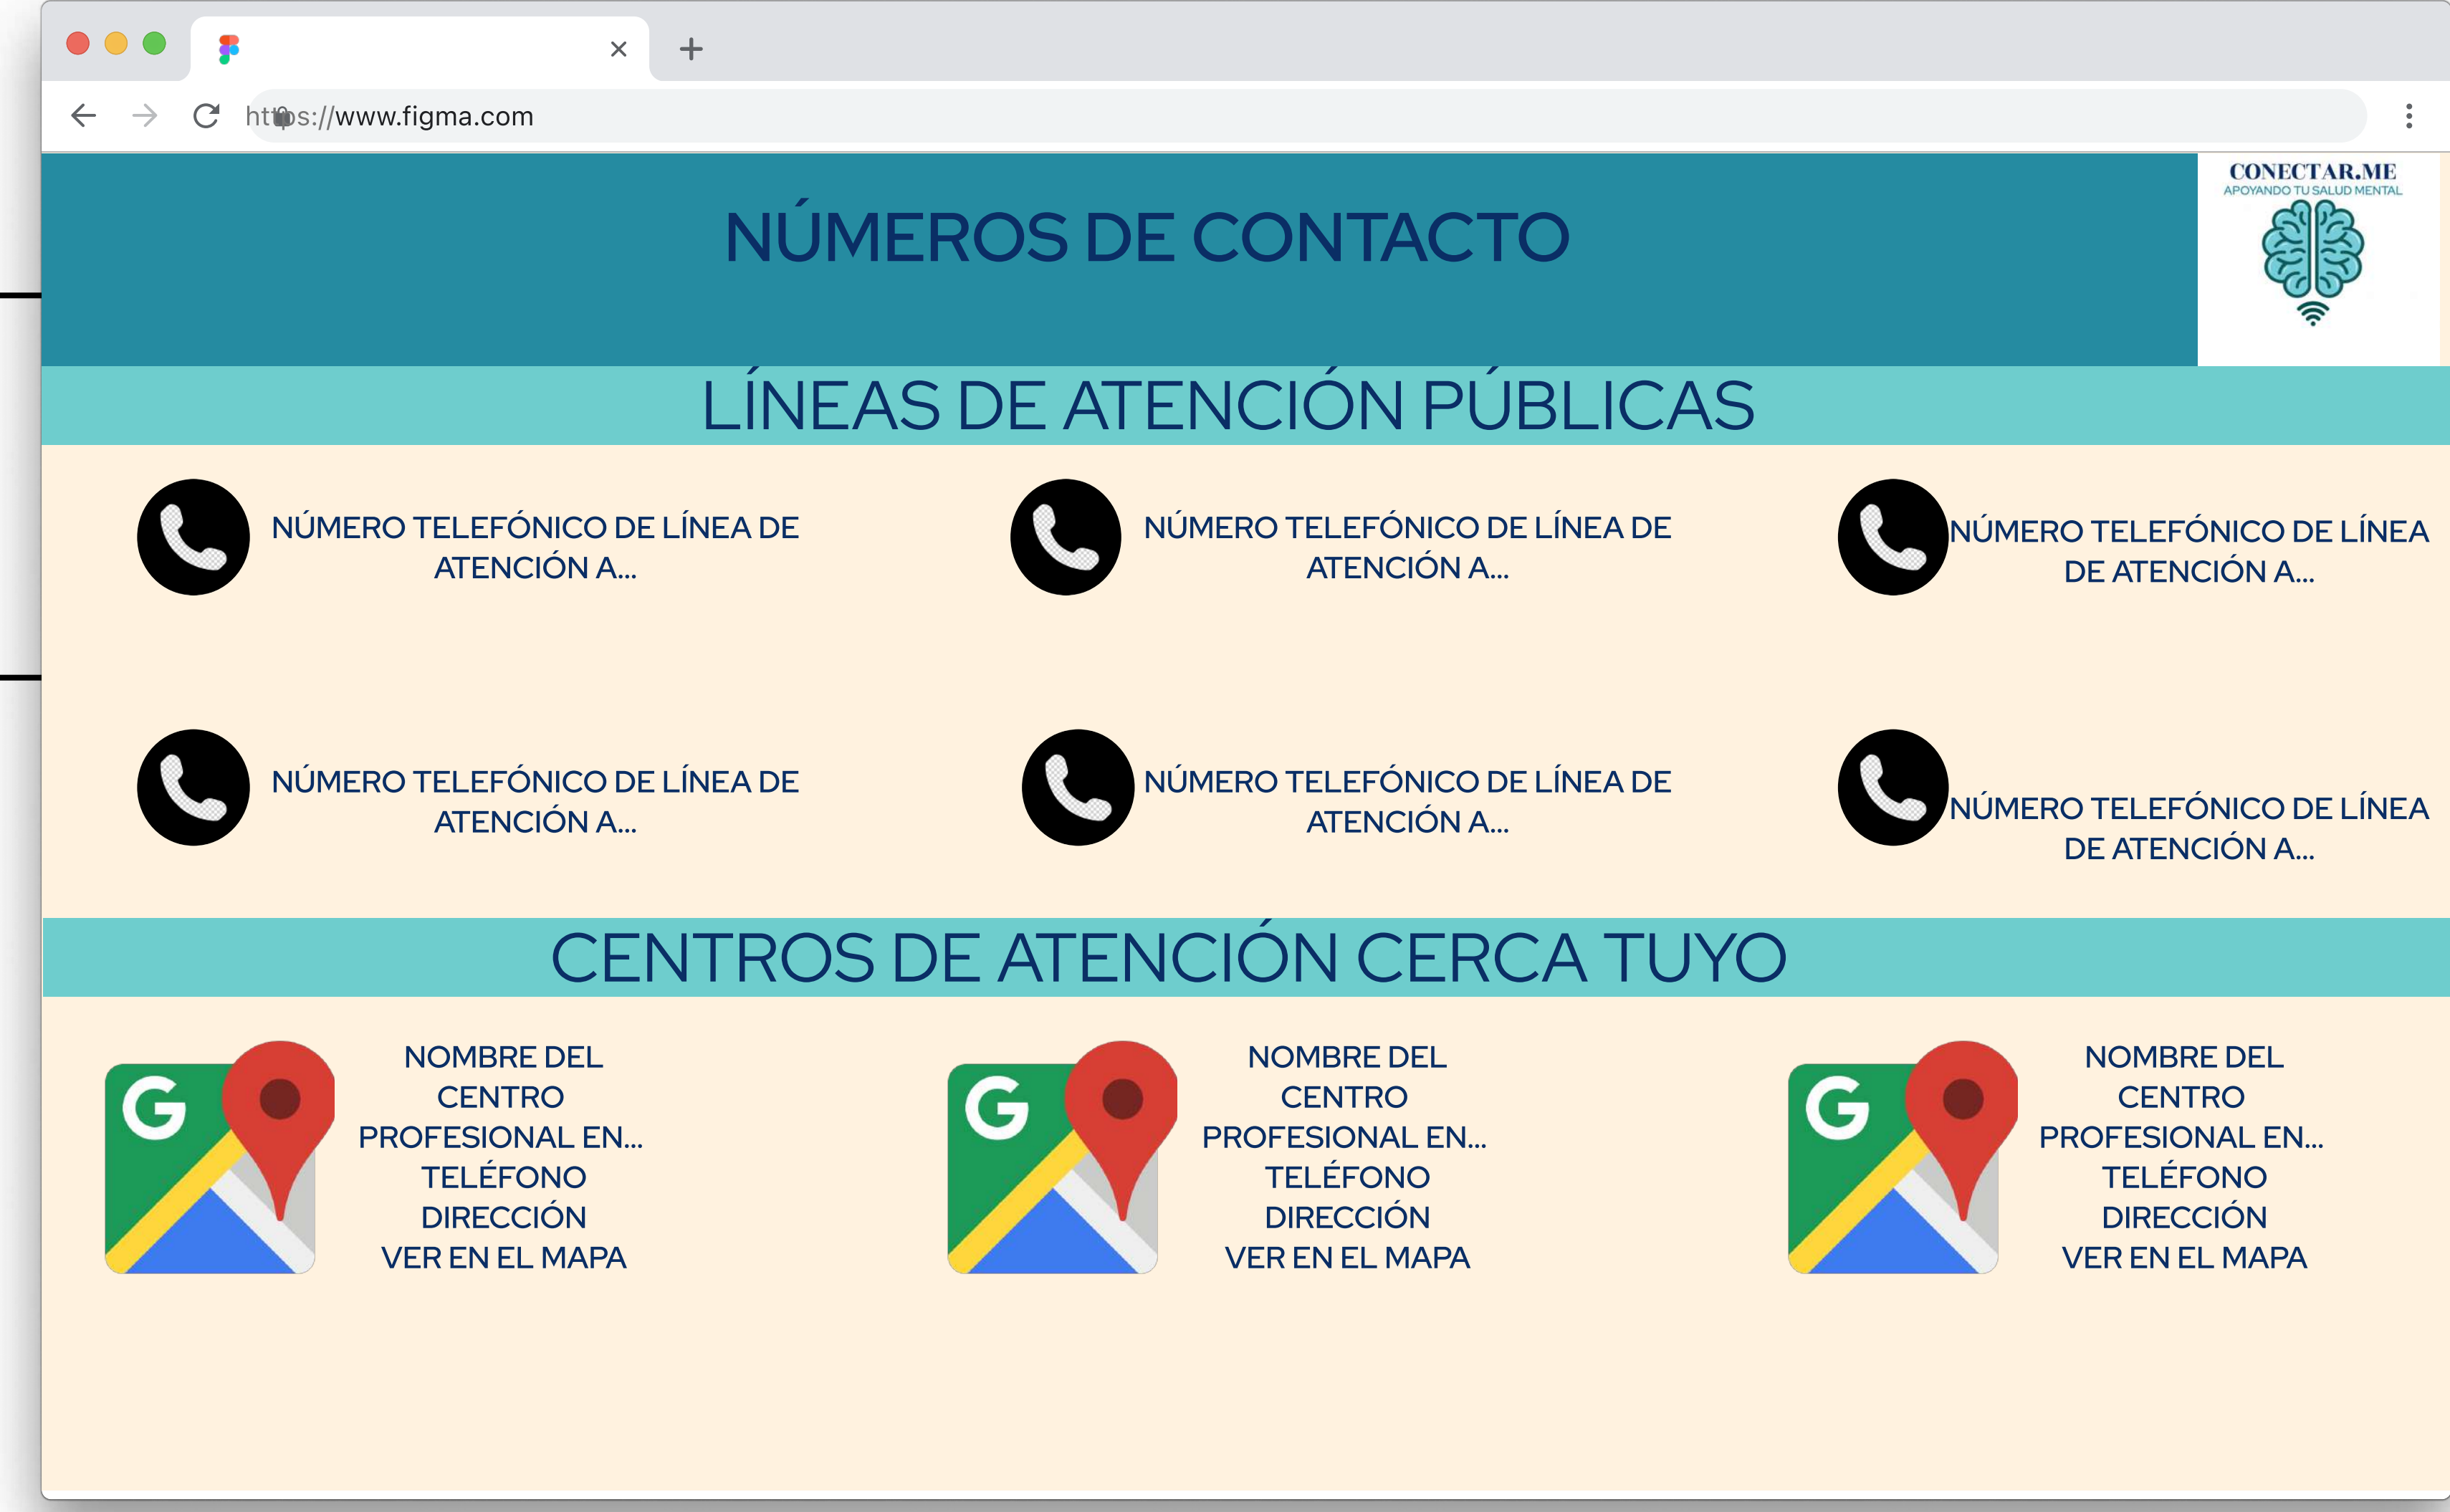 https://www.figma.com
CONECTAR.ME
APOYANDO TU SALUD MENTAL
NÚMEROS DE CONTACTO
LÍNEAS DE ATENCIÓN PÚBLICAS
NÚMERO TELEFÓNICO DE LÍNEA DE
ATENCIÓN A...
NÚMERO TELEFÓNICO DE LÍNEA DE
ATENCIÓN A...
NÚMERO TELEFÓNICO DE LÍNEA
DE ATENCIÓN A...
NÚMERO TELEFÓNICO DE LÍNEA DE
ATENCIÓN A...
NÚMERO TELEFÓNICO DE LÍNEA DE
ATENCIÓN A...
NÚMERO TELEFÓNICO DE LÍNEA
DE ATENCIÓN A...
CENTROS DE ATENCIÓN CERCA TUYO
G
NOMBRE DEL
CENTRO
PROFESIONAL EN...
TELÉFONO
DIRECCIÓN
VER EN EL MAPA
G
NOMBRE DEL
CENTRO
PROFESIONAL EN...
TELÉFONO
DIRECCIÓN
VER EN EL MAPA
G
NOMBRE DEL
CENTRO
PROFESIONAL EN...
TELÉFONO
DIRECCIÓN
VER EN EL MAPA